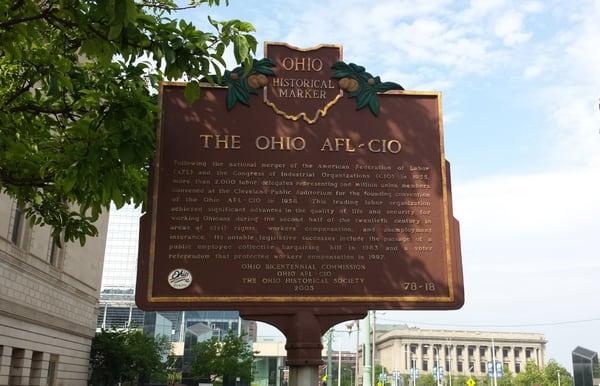 OHIO
HISTORICAL
MARKER
THE OHIO AFL-CIO
Following the national merger of the American Federation of Labor
(AFL) and the Congress of Industrial Organizations (CIO) in 1955,
more than 2,000 labor delegates representing one million union members
convened at the Cleveland Public Auditorium for the founding convention
of the Ohio AFL-CIO in 1958. This leading labor organization
achieved significant advances in the quality of life and security for
working Ohioans during the second half of the twentieth century in
areas of civil rights, workers' compensation, and unemployment
insurance. Its notable legislative successes include the passage of a
public employee collective bargaining bill in 1983 and a voter
referendum that protected workers compensation in 1997.
OHIO BICENTENNIAL COMMISSION
OHIO AFL-CIO
THE OHIO HISTORICAL SOCIETY
2003
78-18
Ohio